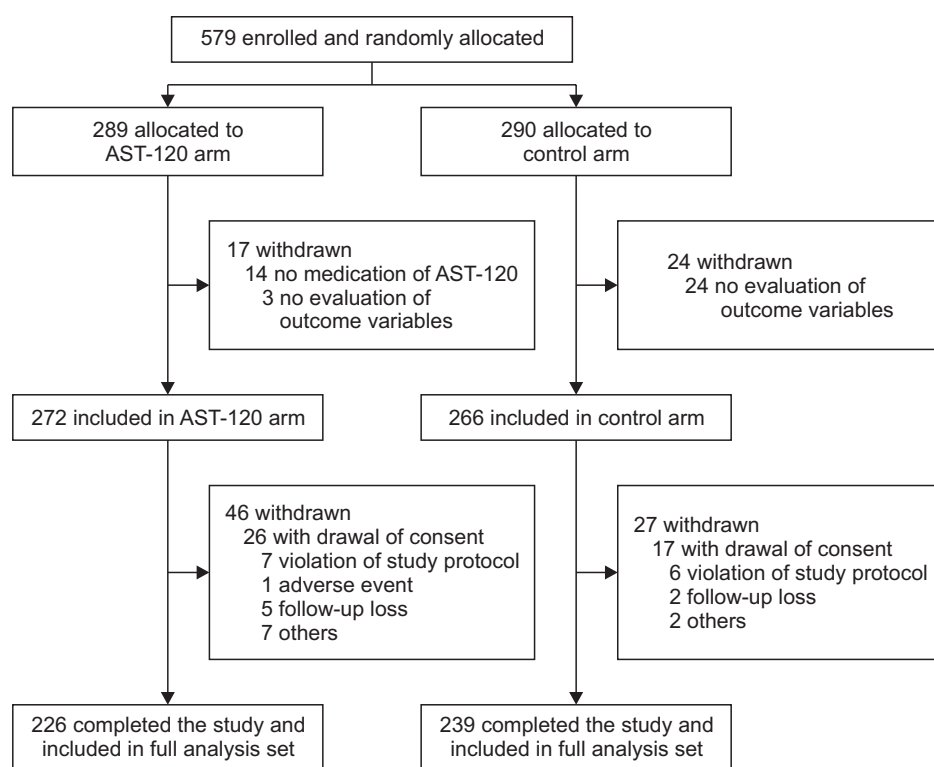 579 enrolled and randomly allocated
289 allocated to
AST-120 arm
290 allocated to
control arm
17 withdrawn
14 no medication of AST-120
3 no evaluation of
outcome variables
24 withdrawn
24 no evaluation of
outcome variables
272 included in AST-120 arm
266 included in control arm
46 withdrawn
26 with drawal of consent
7 violation of study protocol
1 adverse event
5 follow-up loss
7 others
27 withdrawn
17 with drawal of consent
6 violation of study protocol
2 follow-up loss
2 others
226 completed the study and
included in full analysis set
239 completed the study and
included in full analysis set